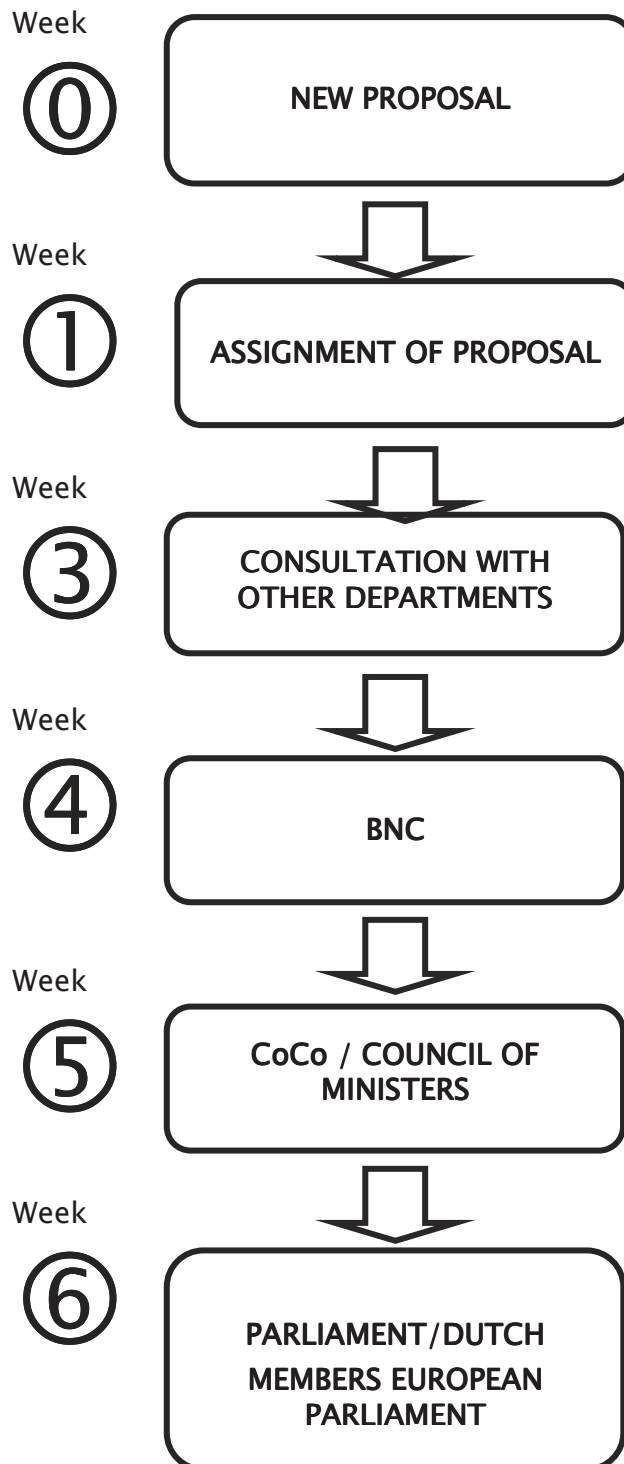 Week
0
NEW PROPOSAL
Week
1
ASSIGNMENT OF PROPOSAL
Week
3
CONSULTATION WITH
OTHER DEPARTMENTS
Week
4
BNC
Week
5
CoCo / COUNCIL OF
MINISTERS
Week
6
PARLIAMENT/DUTCH
MEMBERS EUROPEAN
PARLIAMENT